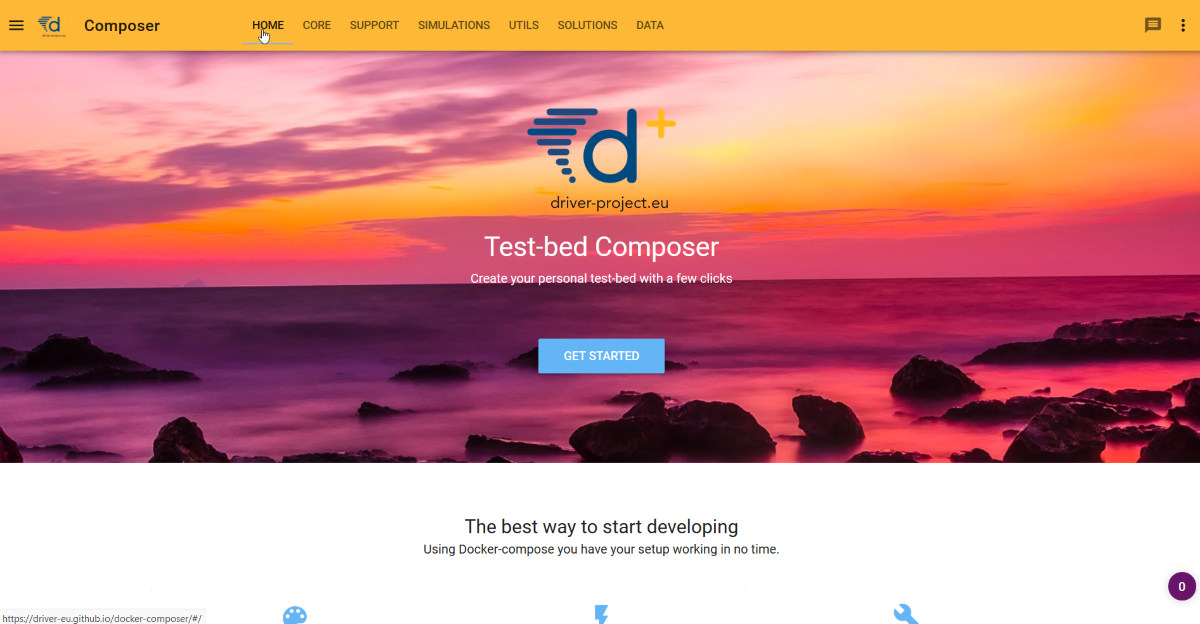 Composer
HOME CORE SUPPORT SIMULATIONS UTILS SOLUTIONS DATA
d+
driver-project.eu
Test-bed Composer
Create your personal test-bed with a few clicks
GET STARTED
The best way to start developing
Using Docker-compose you have your setup working in no time.
0
https://driver-eu.github.io/docker-composer/#/